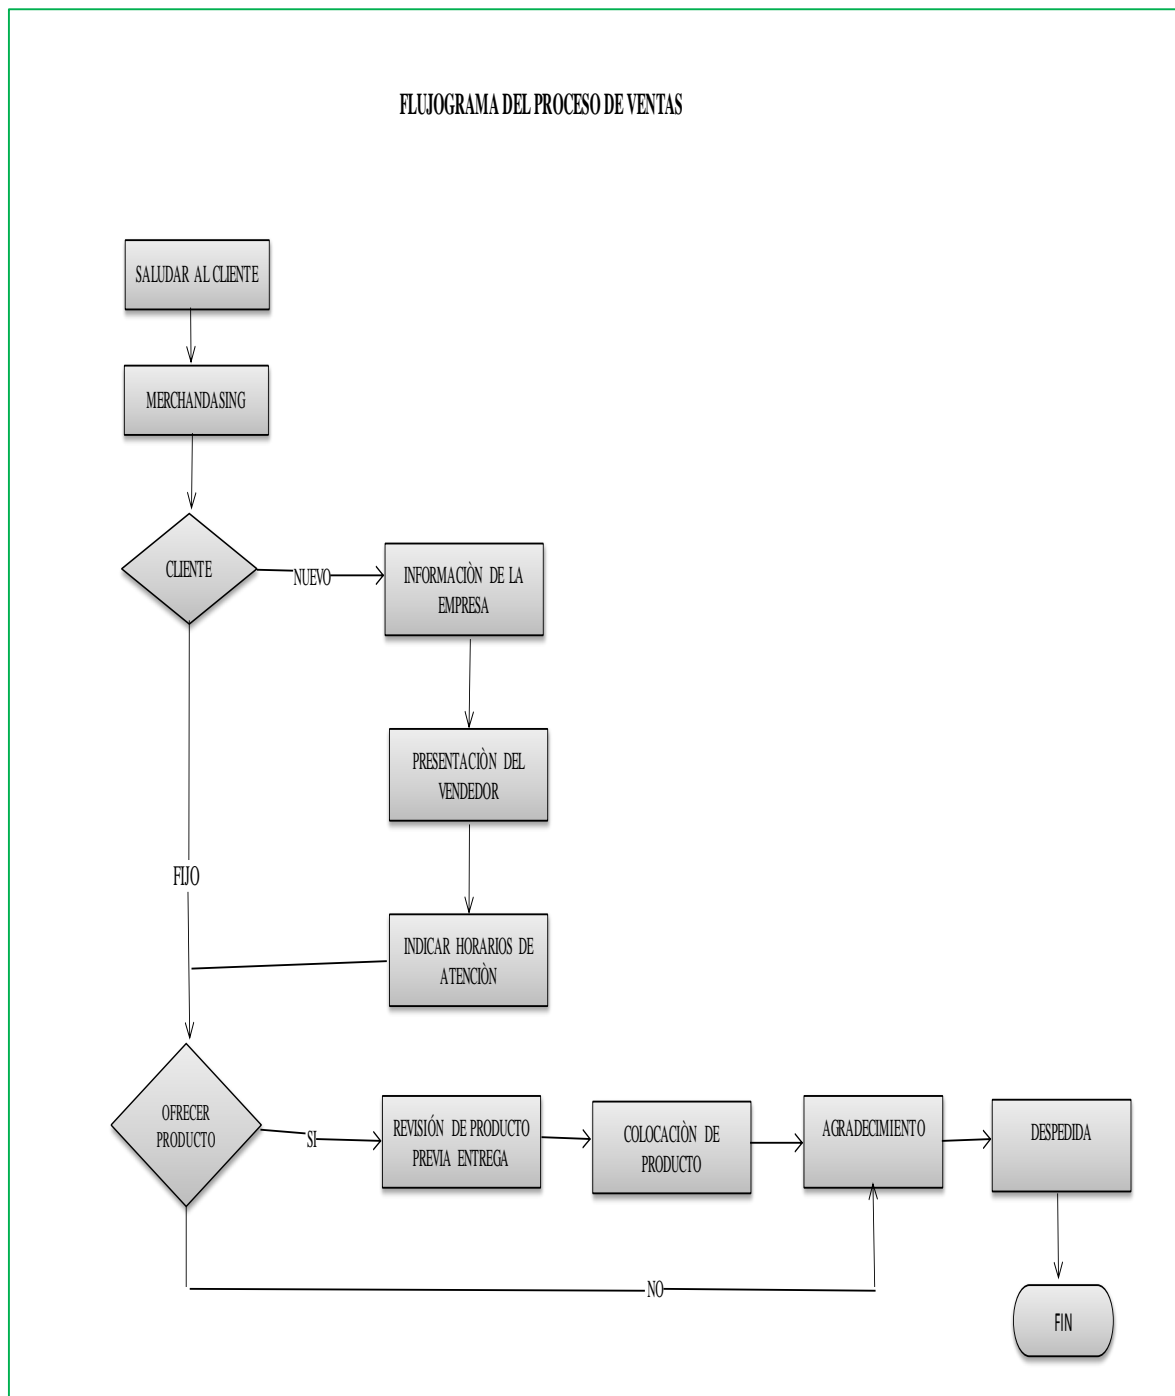 FLUJOGRAMA DEL PROCESO DE VENTAS
SALUDAR AL CLIENTE
MERCHANDASING
CLIENTE
NUEVO
INFORMACIÒN DE LA
EMPRESA
PRESENTACIÒN DEL
VENDEDOR
FIJO
INDICAR HORARIOS DE
ATENCIÒN
OFRECER
PRODUCTO
SI
REVISIÓN DE PRODUCTO
PREVIA ENTREGA
COLOCACIÒN DE
PRODUCTO
AGRADECIMIENTO
DESPEDIDA
NO
FIN